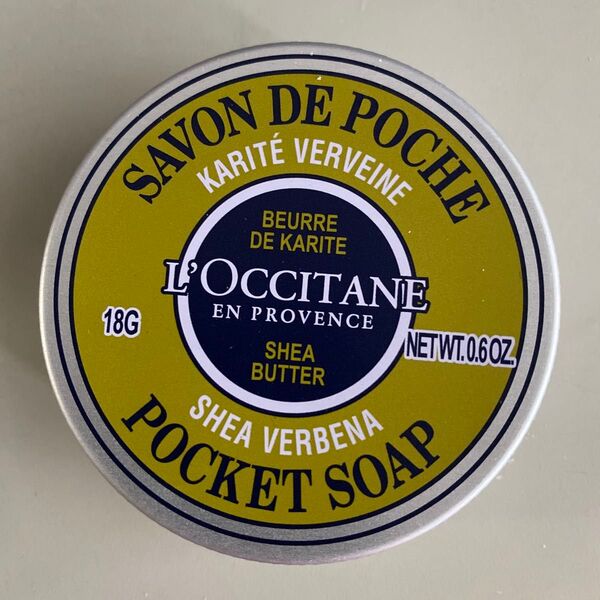 SAVON DE POCHE
KARITÉ VERVEINE
BEURRE
DE KARITE
L'OCCITANE
EN PROVENCE
18G
NET WT. 0.6 OZ.
SHEA
BUTTER
SHEA VERBENA
POCKET SOAP